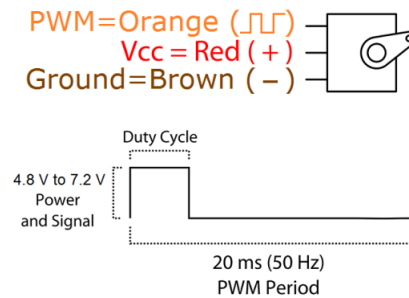 PWM=Orange (⎍⎍)
Vcc = Red ( + )
Ground=Brown ( – )
Duty Cycle
4.8 V to 7.2 V
Power
and Signal
20 ms (50 Hz)
PWM Period